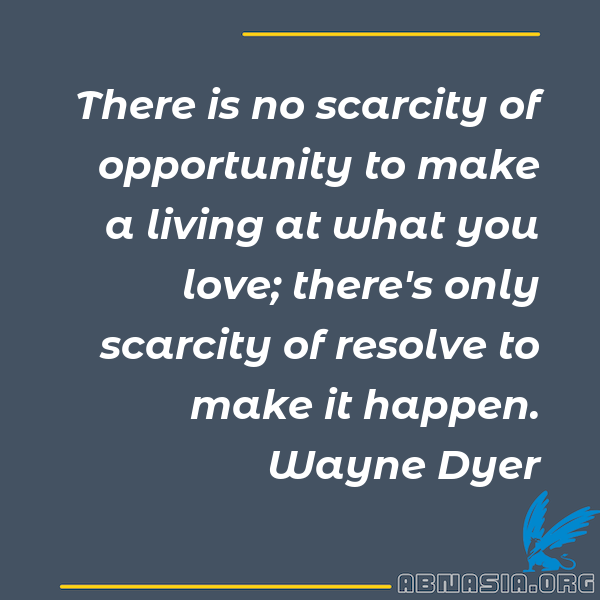 There is no scarcity of
opportunity to make
a living at what you
love; there's only
scarcity of resolve to
make it happen.
Wayne Dyer
ABNASIA.ORG